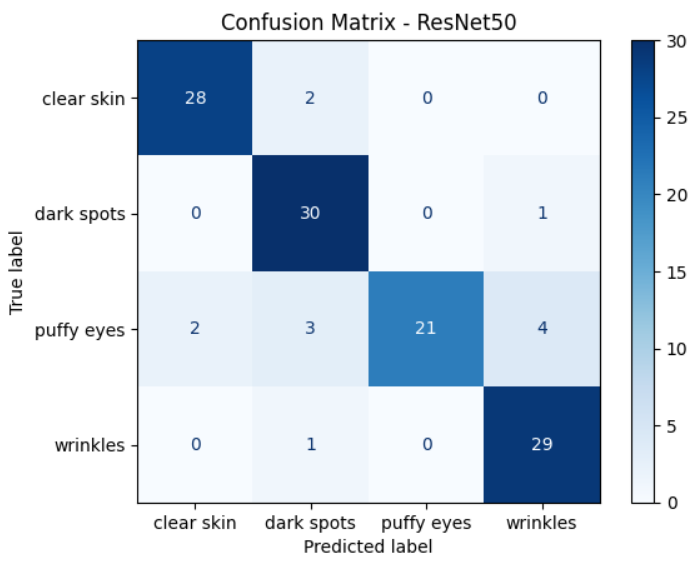 Confusion Matrix - ResNet50
True label
clear skin 28 2 0 0
dark spots 0 30 0 1
puffy eyes 2 3 21 4
wrinkles 0 1 0 29
clear skin dark spots puffy eyes wrinkles
Predicted label
30
25
20
15
10
5
0